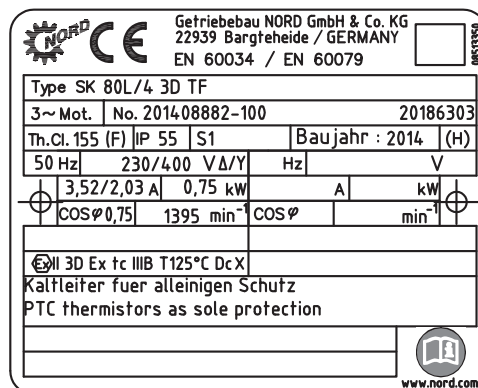 NORD
CE
Getriebebau NORD GmbH & Co. KG
22939 Bargteheide / GERMANY
EN 60034 / EN 60079
Type SK 80L/4 3D TF
3~ Mot. No. 201408882-100 20186303
Th.Cl. 155 (F) IP 55 S1 Baujahr : 2014 (H)
50 Hz 230/400 V Δ/Y Hz V
3,52/2,03 A 0,75 kW A kW
COS φ 0,75 1395 min⁻¹ COS φ min⁻¹
Ex II 3D Ex tc IIIB T125°C Dc X
Kaltleiter fuer alleinigen Schutz
PTC thermistors as sole protection
www.nord.com